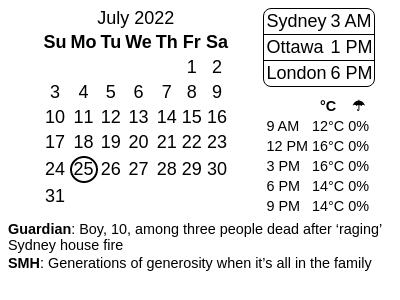 July 2022
Su Mo Tu We Th Fr Sa
1 2
3 4 5 6 7 8 9
10 11 12 13 14 15 16
17 18 19 20 21 22 23
24 25 26 27 28 29 30
31
Sydney 3 AM
Ottawa 1 PM
London 6 PM
°C ☂
9 AM 12°C 0%
12 PM 16°C 0%
3 PM 16°C 0%
6 PM 14°C 0%
9 PM 14°C 0%
Guardian: Boy, 10, among three people dead after ‘raging’
Sydney house fire
SMH: Generations of generosity when it’s all in the family